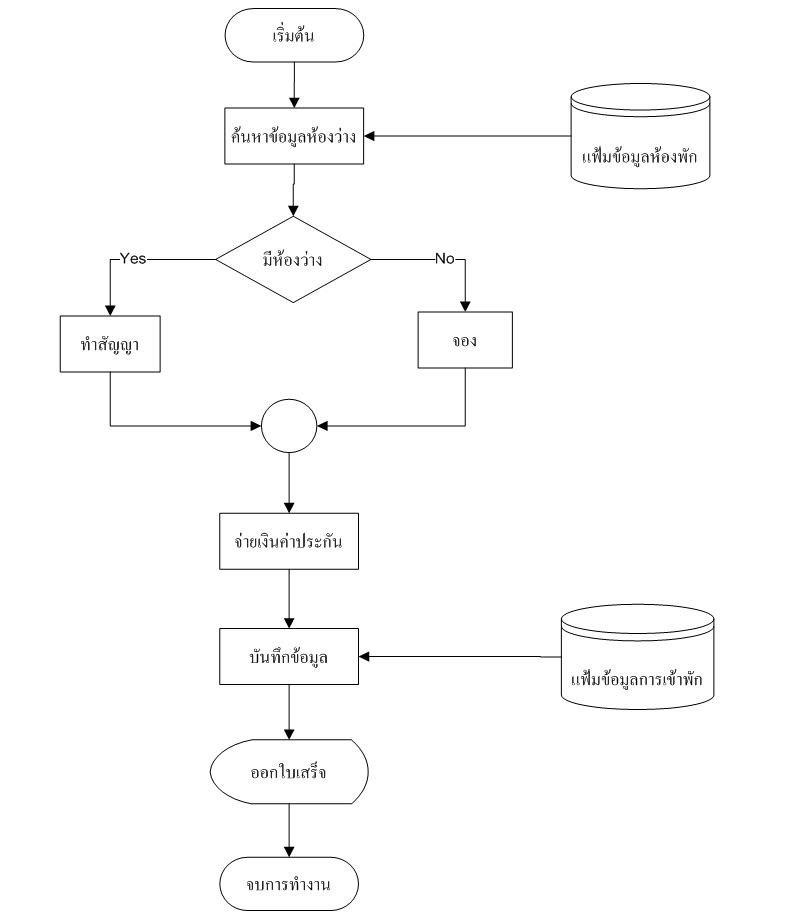 เริ่มต้น
ค้นหาข้อมูลห้องว่าง
แฟ้มข้อมูลห้องพัก
มีห้องว่าง
Yes
No
ทำสัญญา
จอง
จ่ายเงินค่าประกัน
บันทึกข้อมูล
แฟ้มข้อมูลการเข้าพัก
ออกใบเสร็จ
จบการทำงาน